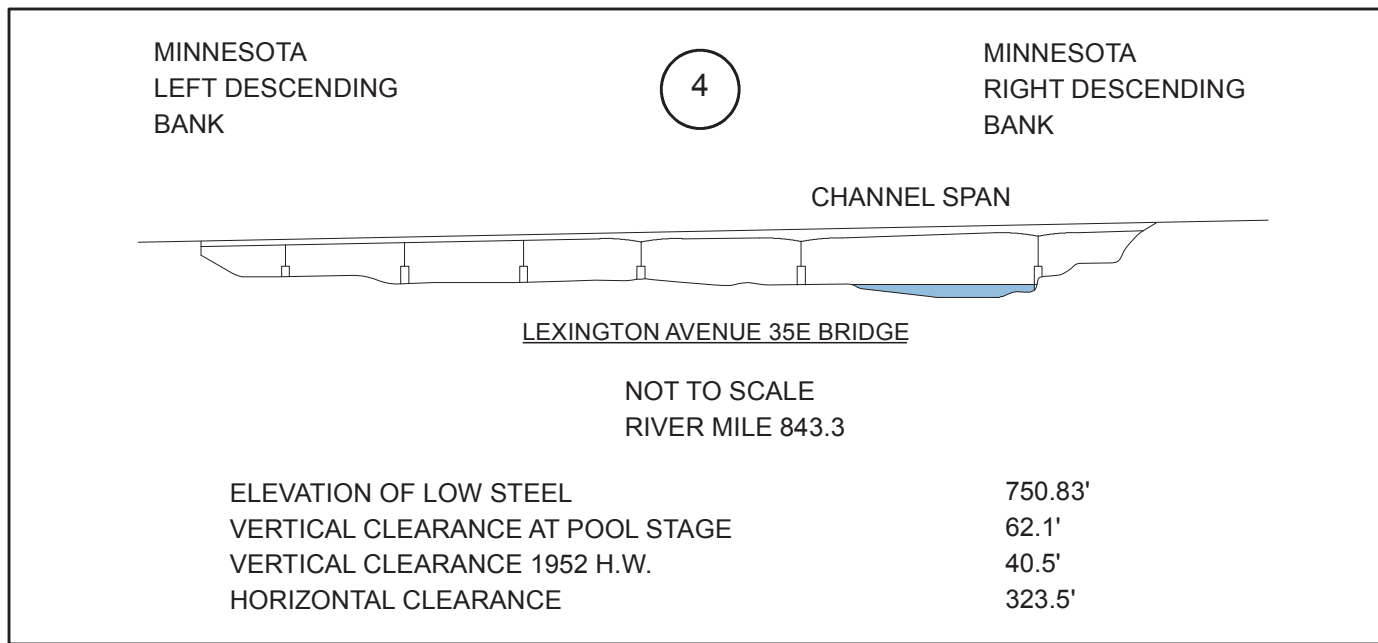 MINNESOTA
LEFT DESCENDING
BANK
4
MINNESOTA
RIGHT DESCENDING
BANK
CHANNEL SPAN
LEXINGTON AVENUE 35E BRIDGE
NOT TO SCALE
RIVER MILE 843.3
ELEVATION OF LOW STEEL 750.83'
VERTICAL CLEARANCE AT POOL STAGE 62.1'
VERTICAL CLEARANCE 1952 H.W. 40.5'
HORIZONTAL CLEARANCE 323.5'